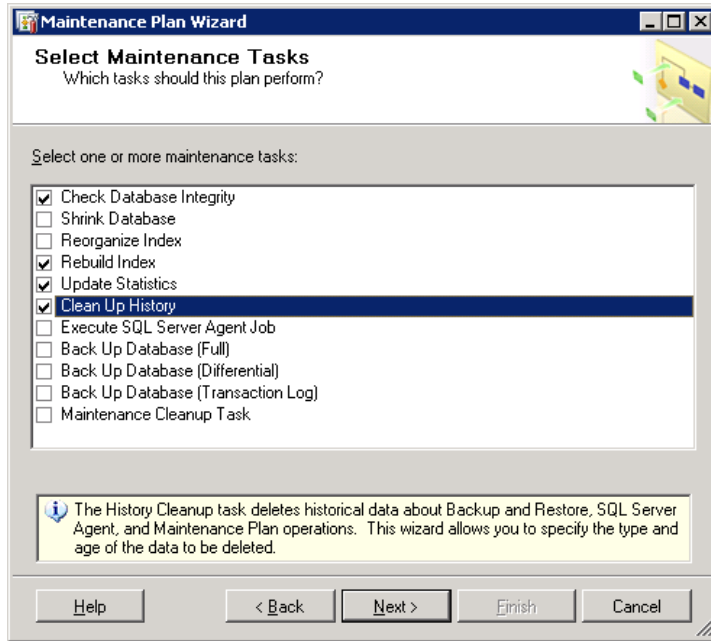 Maintenance Plan Wizard
Select Maintenance Tasks
Which tasks should this plan perform?
Select one or more maintenance tasks:
Check Database Integrity
Shrink Database
Reorganize Index
Rebuild Index
Update Statistics
Clean Up History
Execute SQL Server Agent Job
Back Up Database (Full)
Back Up Database (Differential)
Back Up Database (Transaction Log)
Maintenance Cleanup Task
The History Cleanup task deletes historical data about Backup and Restore, SQL Server
Agent, and Maintenance Plan operations.  This wizard allows you to specify the type and
age of the data to be deleted.
Help < Back Next > Finish Cancel